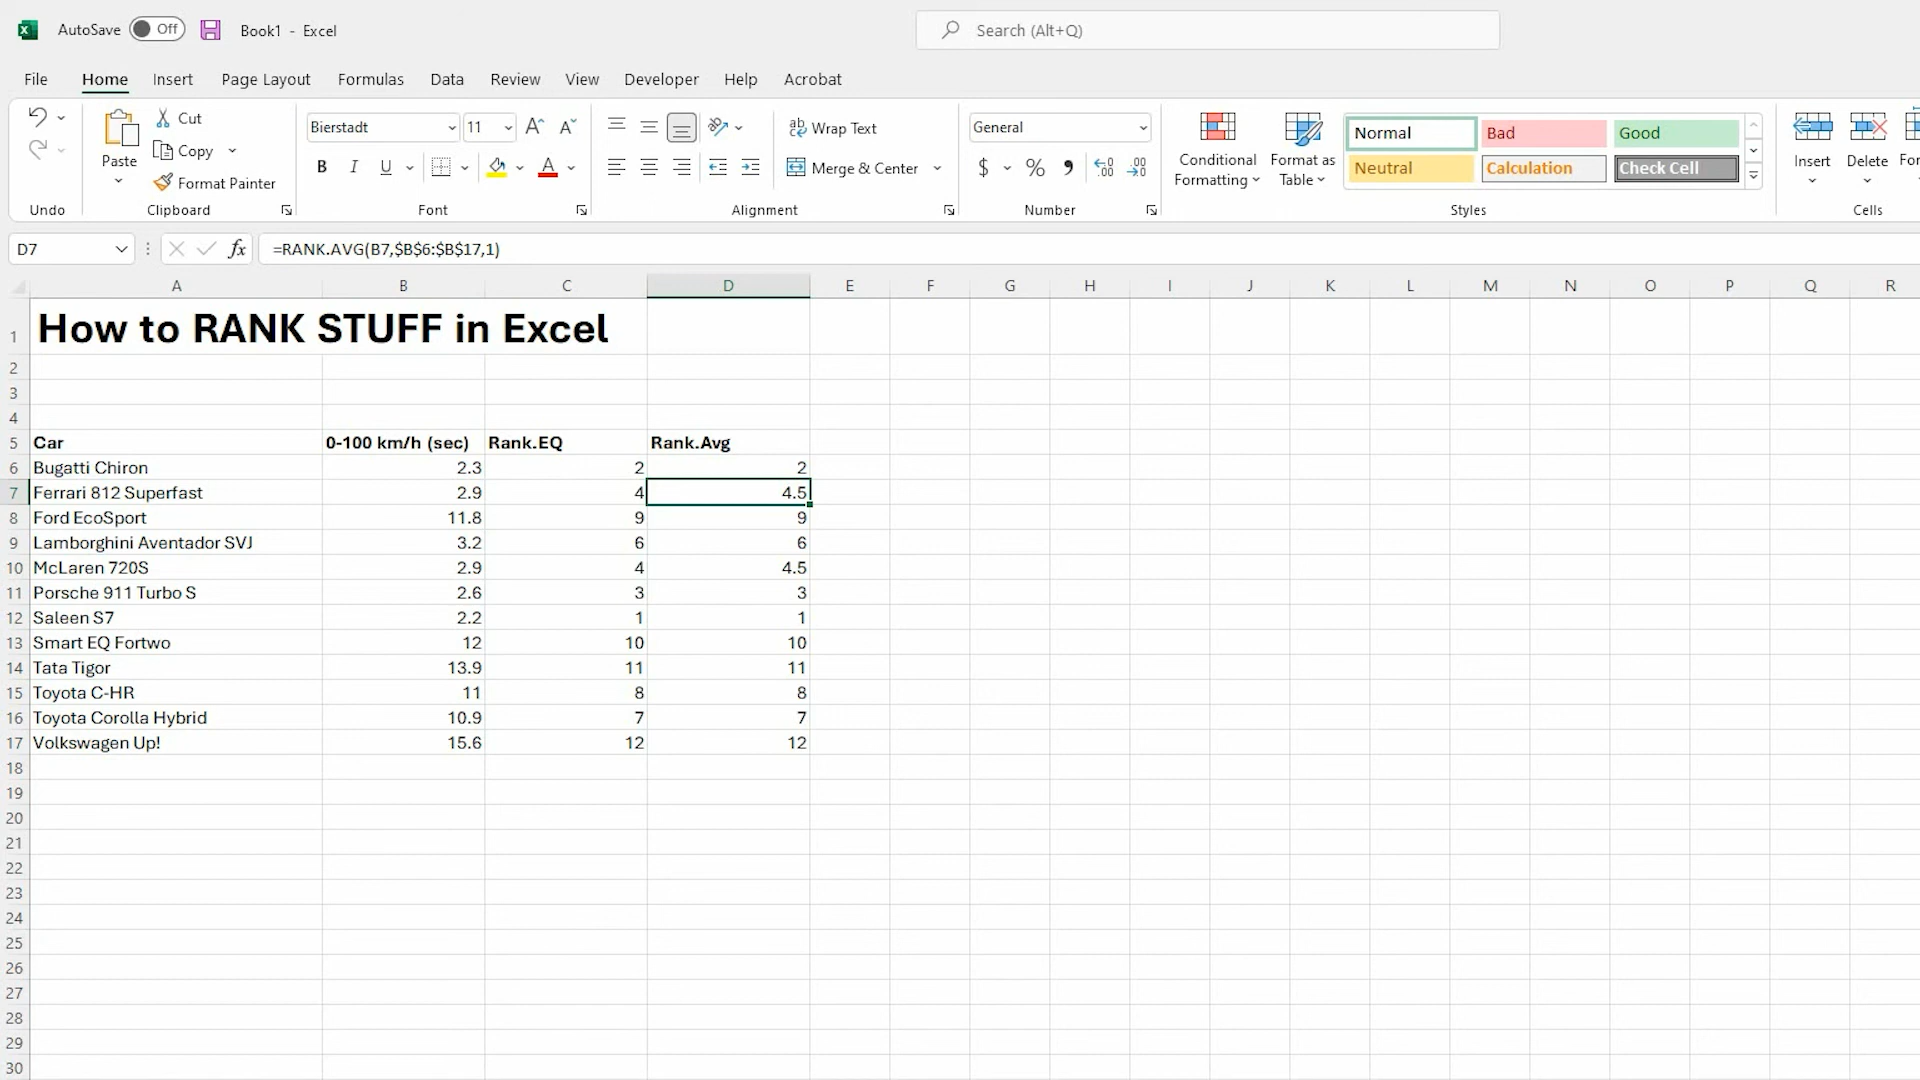 AutoSave Off Book1 - Excel Search (Alt+Q)
File Home Insert Page Layout Formulas Data Review View Developer Help Acrobat
Paste Cut Copy Format Painter
Bierstadt 11 A A
B I U A
ab Wrap Text
Merge & Center
General
$ % 9 .00 .00
Conditional Formatting Format as Table
Normal Bad Good
Neutral Calculation Check Cell
Insert Delete
Undo Clipboard Font Alignment Number Styles Cells
D7 fx =RANK.AVG(B7,$B$6:$B$17,1)
A B C D E F G H I J K L M N O P Q R
1 How to RANK STUFF in Excel
2
3
4
5 Car 0-100 km/h (sec) Rank.EQ Rank.Avg
6 Bugatti Chiron 2.3 2 2
7 Ferrari 812 Superfast 2.9 4 4.5
8 Ford EcoSport 11.8 9 9
9 Lamborghini Aventador SVJ 3.2 6 6
10 McLaren 720S 2.9 4 4.5
11 Porsche 911 Turbo S 2.6 3 3
12 Saleen S7 2.2 1 1
13 Smart EQ Fortwo 12 10 10
14 Tata Tigor 13.9 11 11
15 Toyota C-HR 11 8 8
16 Toyota Corolla Hybrid 10.9 7 7
17 Volkswagen Up! 15.6 12 12
18
19
20
21
22
23
24
25
26
27
28
29
30